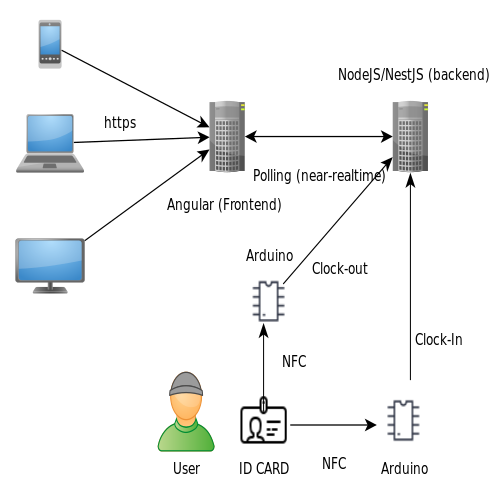 NodeJS/NestJS (backend)
https
Polling (near-realtime)
Angular (Frontend)
Arduino
Clock-out
Clock-In
NFC
User
ID CARD
NFC
Arduino